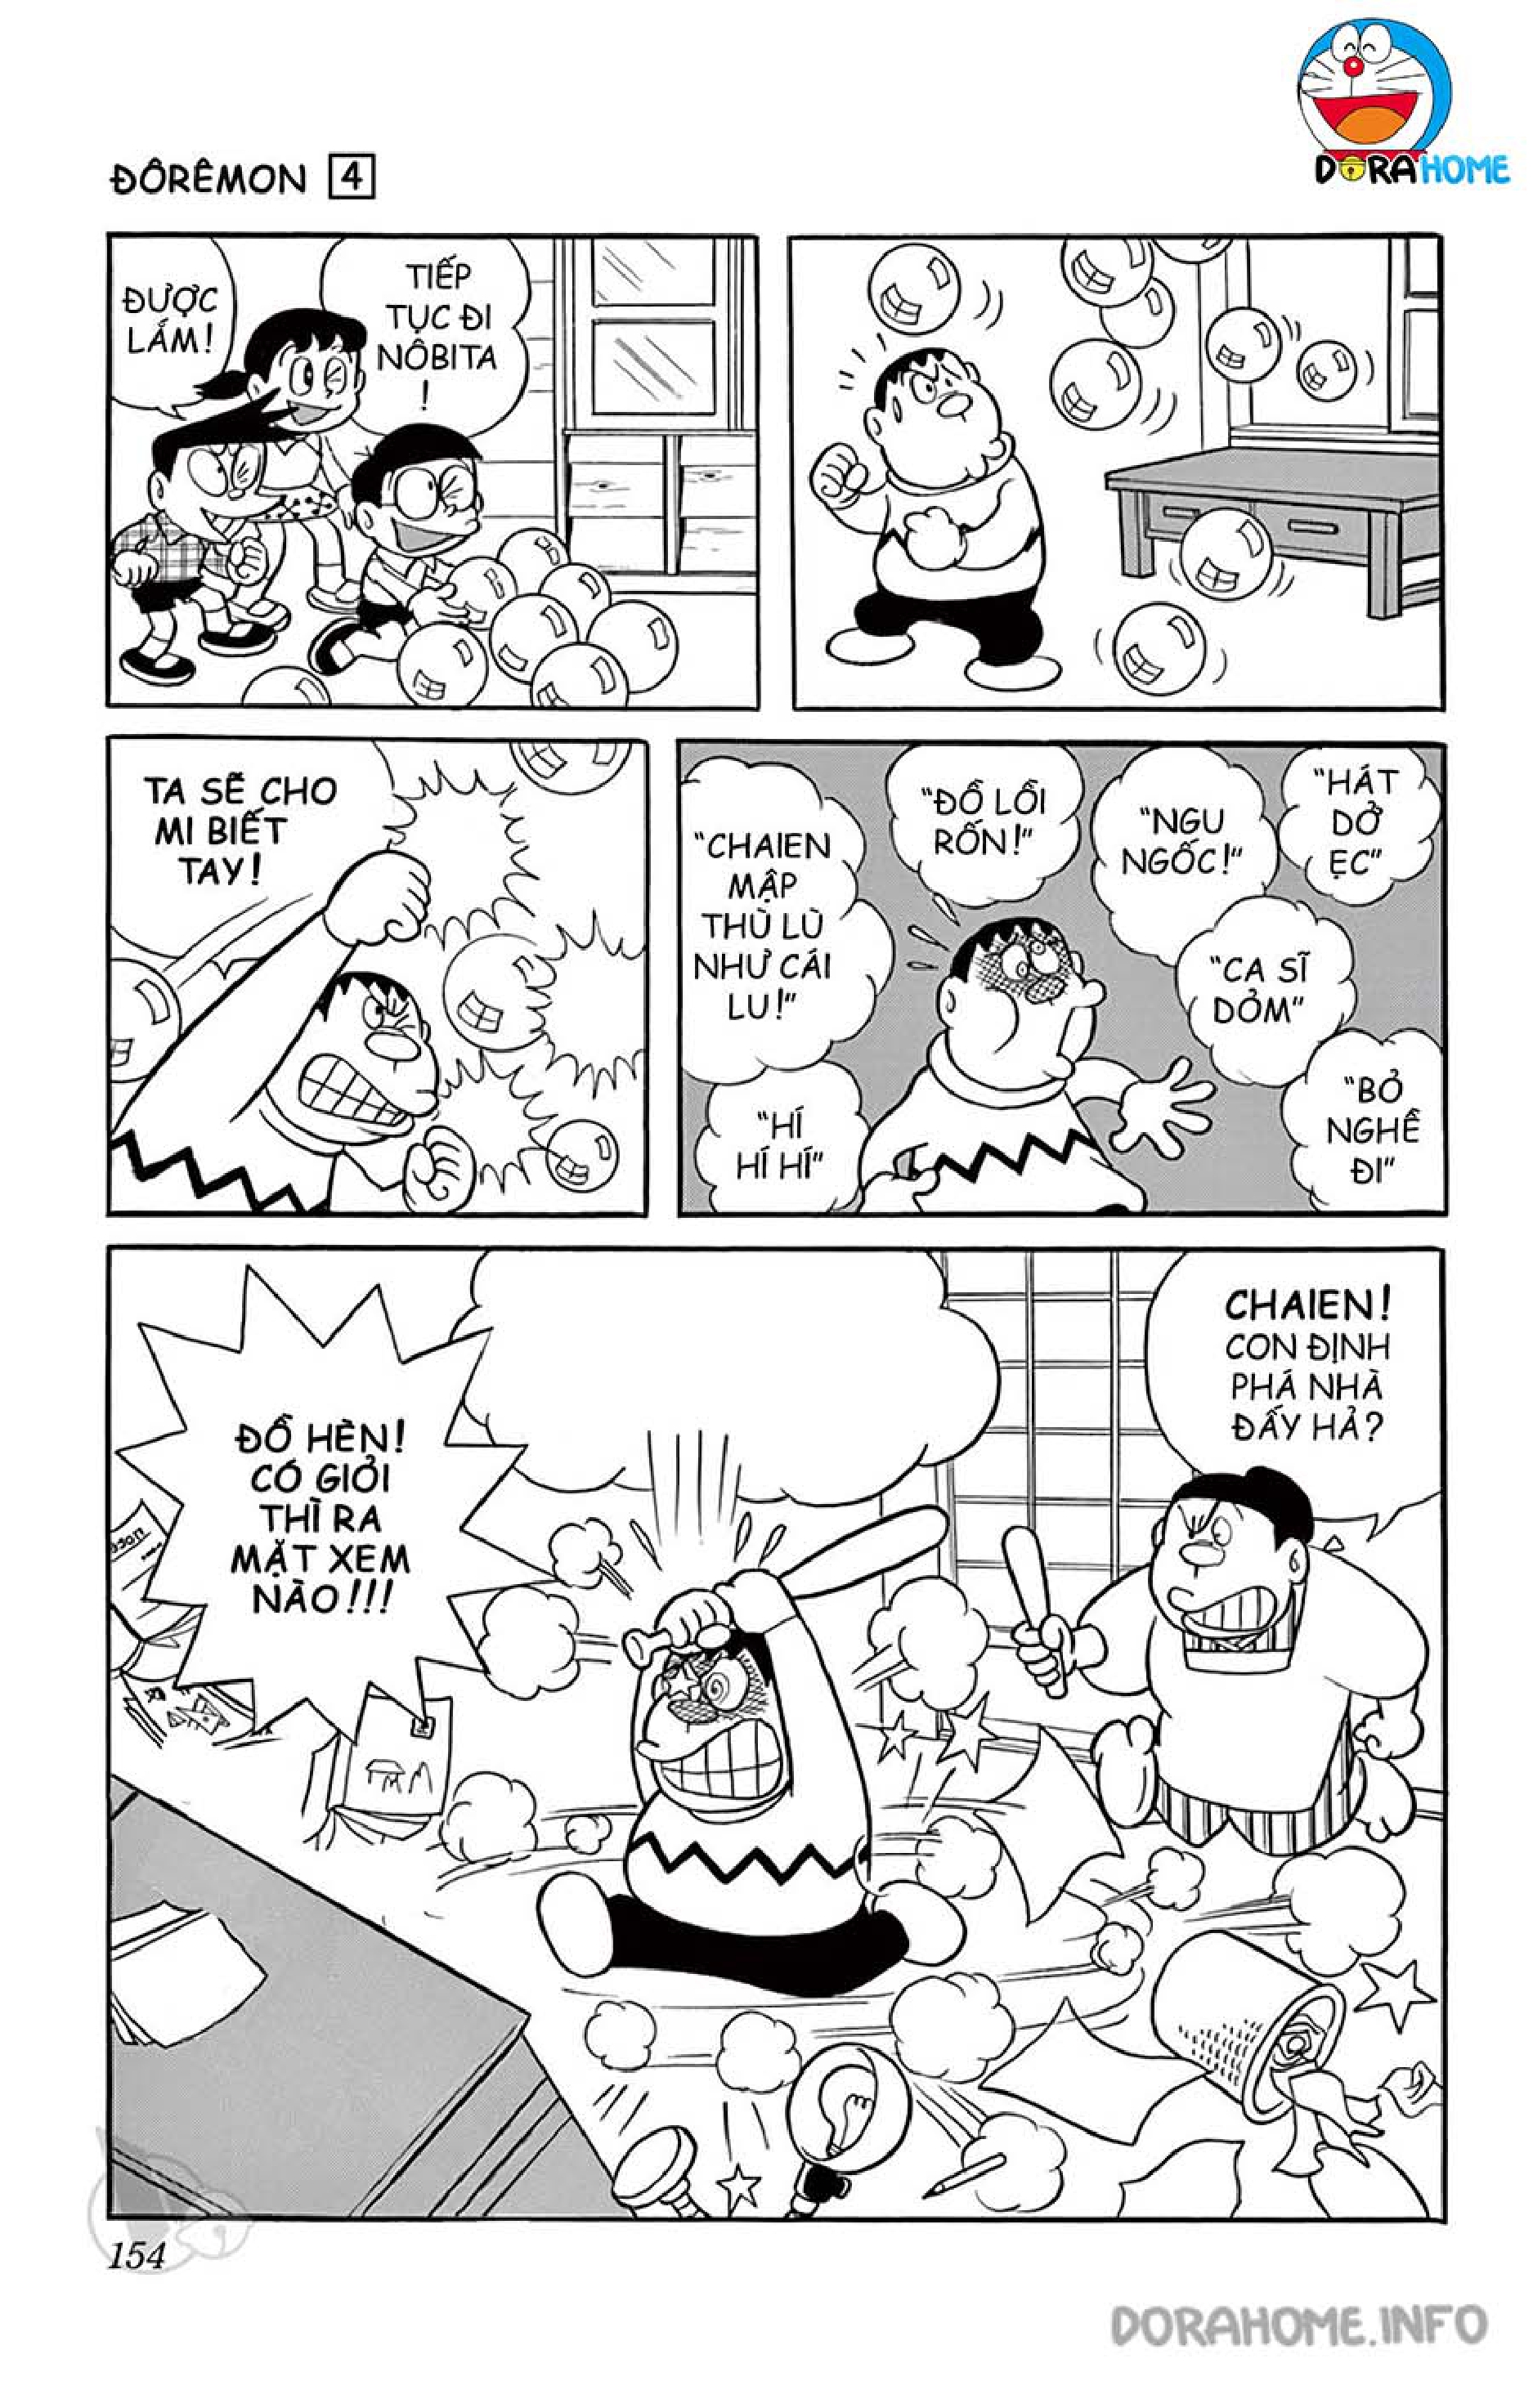 DORAHOME
ĐÔRÊMON 4
ĐƯỢC
LẮM!
TIẾP
TỤC ĐI
NÔBITA
!
TA SẼ CHO
MI BIẾT
TAY!
"CHAIEN
MẬP
THÙ LÙ
NHƯ CÁI
LU!"
"HÍ
HÍ HÍ"
"ĐỒ LỒI
RỐN!"
"NGU
NGỐC!"
"HÁT
DỞ
ẸC"
"CA SĨ
DỎM"
"BỎ
NGHỀ
ĐI"
ĐỒ HÈN!
CÓ GIỎI
THÌ RA
MẶT XEM
NÀO!!!
CHAIEN!
CON ĐỊNH
PHÁ NHÀ
ĐẤY HẢ?
154
DORAHOME.INFO